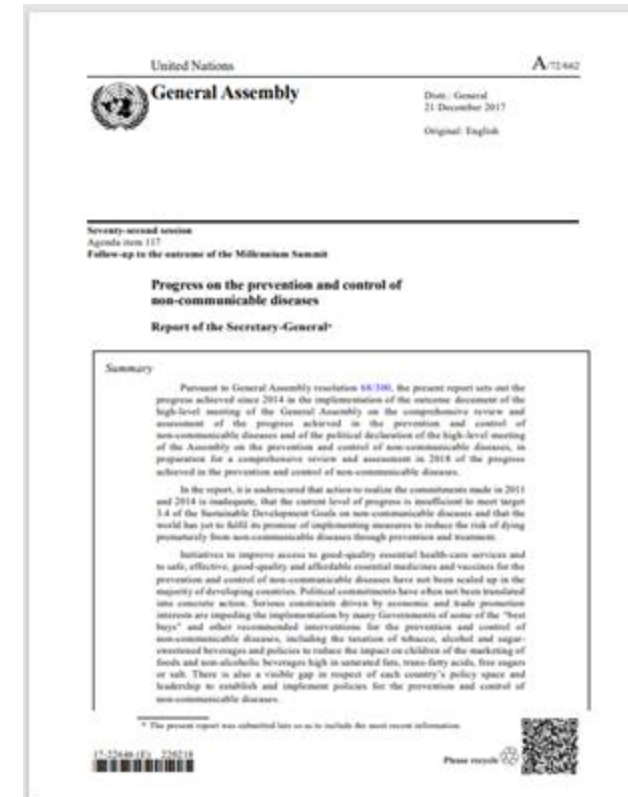 United Nations
A/72/662
General Assembly
Distr.: General
21 December 2017
Original: English
Seventy-second session
Agenda item 117
Follow-up to the outcome of the Millennium Summit
Progress on the prevention and control of
non-communicable diseases
Report of the Secretary-General*
Summary
Pursuant to General Assembly resolution 68/300, the present report sets out the
progress achieved since 2014 in the implementation of the outcome document of the
high-level meeting of the General Assembly on the comprehensive review and
assessment of the progress achieved in the prevention and control of
non-communicable diseases and of the political declaration of the high-level meeting
of the Assembly on the prevention and control of non-communicable diseases, in
preparation for a comprehensive review and assessment in 2018 of the progress
achieved in the prevention and control of non-communicable diseases.
In the report, it is underscored that action to realize the commitments made in 2011
and 2014 is inadequate, that the current level of progress is insufficient to meet target
3.4 of the Sustainable Development Goals on non-communicable diseases and that the
world has yet to fulfil its promise of implementing measures to reduce the risk of dying
prematurely from non-communicable diseases through prevention and treatment.
Initiatives to improve access to good-quality essential health-care services and
to safe, effective, good-quality and affordable essential medicines and vaccines for the
prevention and control of non-communicable diseases have not been scaled up in the
majority of developing countries. Political commitments have often not been translated
into concrete action. Serious constraints driven by economic and trade promotion
interests are impeding the implementation by many Governments of some of the "best
buys" and other recommended interventions for the prevention and control of
non-communicable diseases, including the taxation of tobacco, alcohol and sugar-
sweetened beverages and policies to reduce the impact on children of the marketing of
foods and non-alcoholic beverages high in saturated fats, trans-fatty acids, free sugars
or salt. There is also a visible gap in respect of each country's policy space and
leadership to establish and implement policies for the prevention and control of
non-communicable diseases.
* The present report was submitted late so as to include the most recent information.
17-22646 (E) 220218
Please recycle